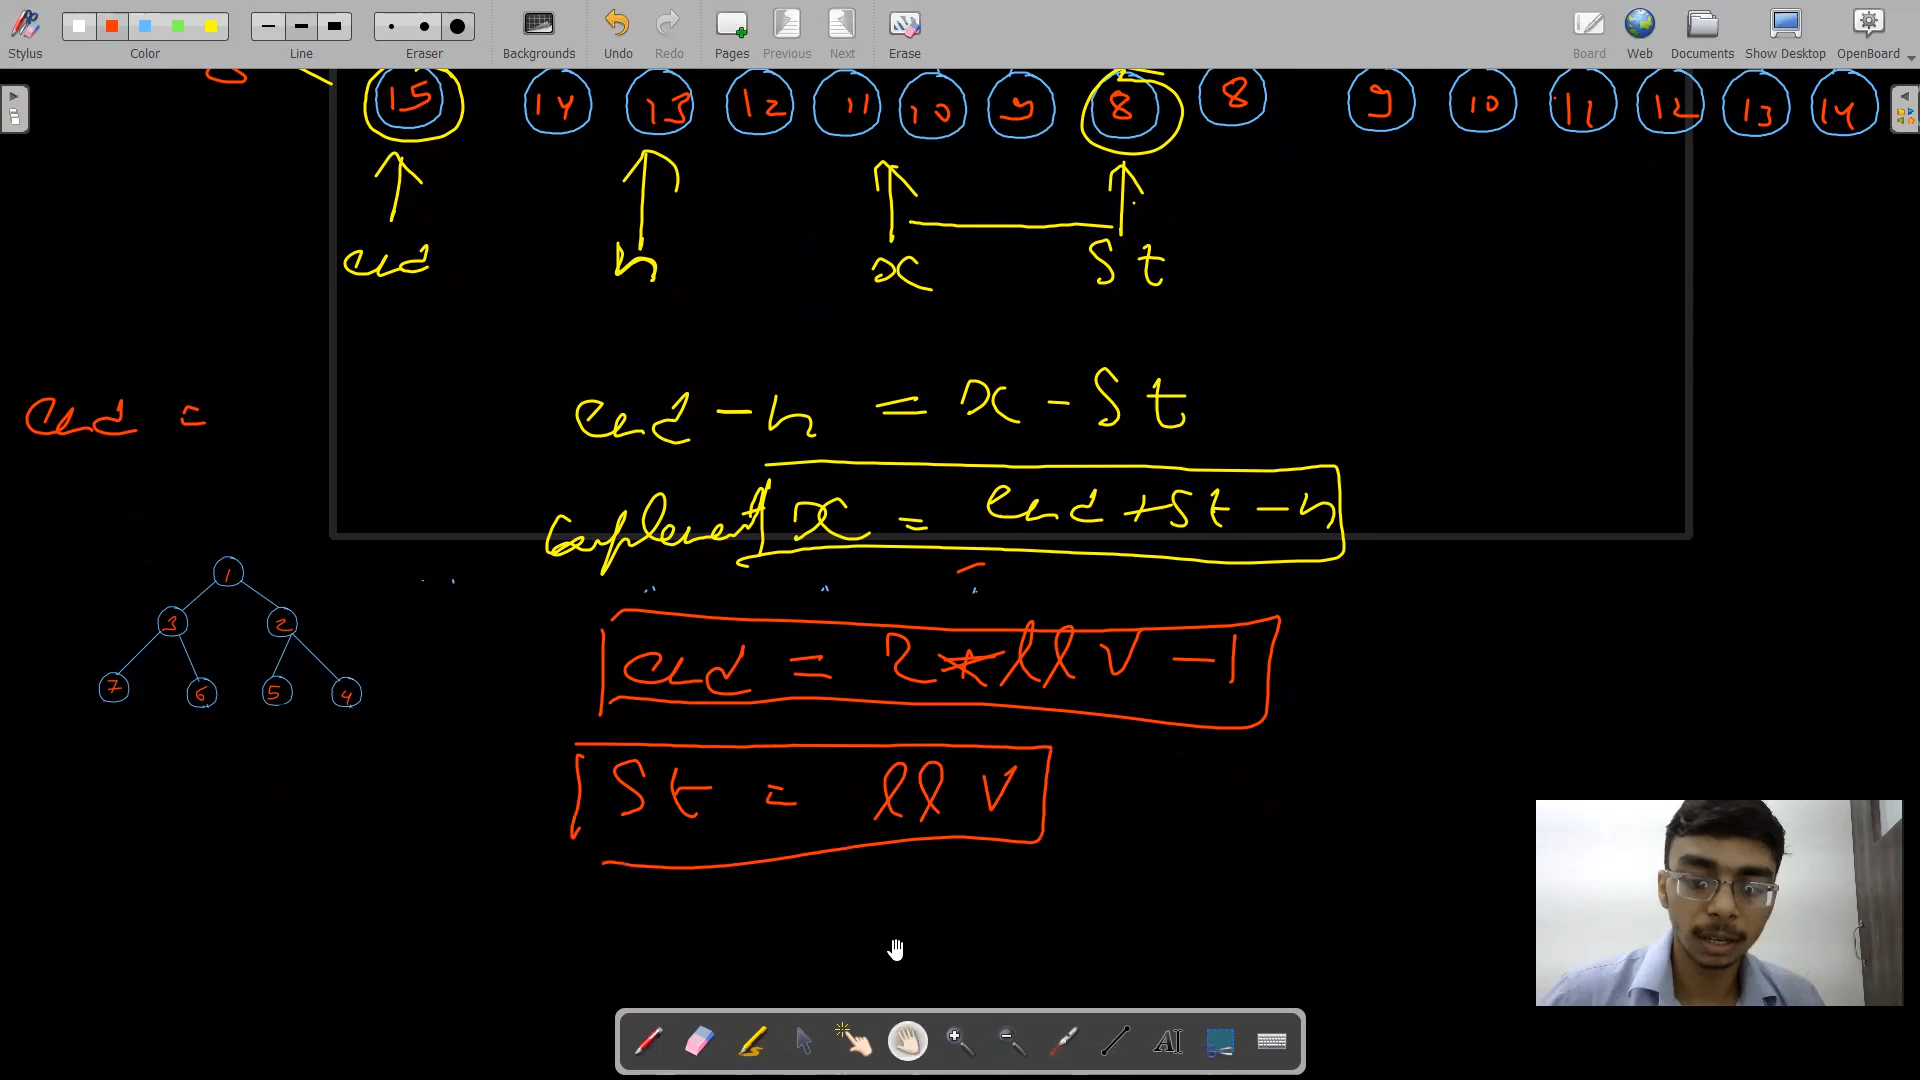 Stylus Color Line Eraser Backgrounds Undo Redo Pages Previous Next Erase Board Web Documents Show Desktop OpenBoard
15 14 13 12 11 10 9 8 8 9 10 11 12 13 14
end n x St
end =
end - n = x - St
complement x = end + St - n
1
3 2
7 6 5 4
end = 2 * llV - 1
St = llV